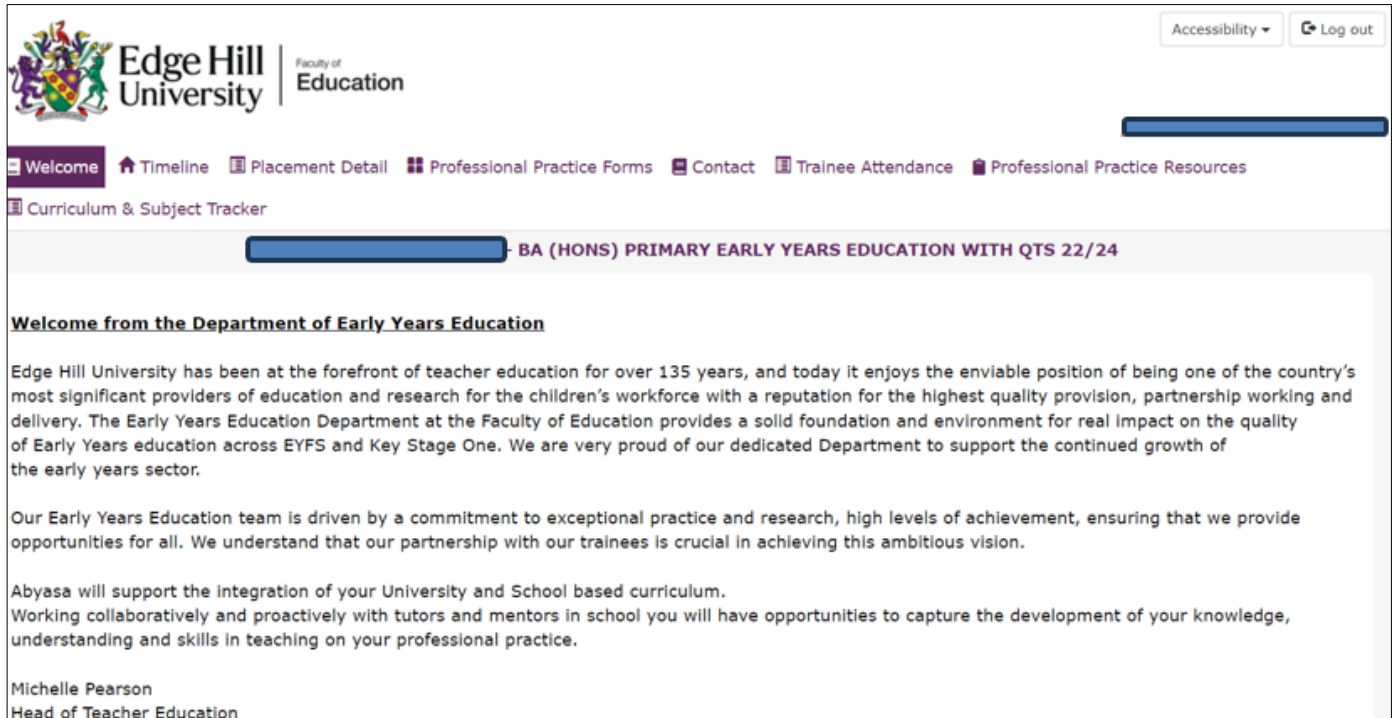 Accessibility Log out
Edge Hill
University
Faculty of
Education
Welcome Timeline Placement Detail Professional Practice Forms Contact Trainee Attendance Professional Practice Resources
Curriculum & Subject Tracker
- BA (HONS) PRIMARY EARLY YEARS EDUCATION WITH QTS 22/24
Welcome from the Department of Early Years Education
Edge Hill University has been at the forefront of teacher education for over 135 years, and today it enjoys the enviable position of being one of the country's
most significant providers of education and research for the children's workforce with a reputation for the highest quality provision, partnership working and
delivery. The Early Years Education Department at the Faculty of Education provides a solid foundation and environment for real impact on the quality
of Early Years education across EYFS and Key Stage One. We are very proud of our dedicated Department to support the continued growth of
the early years sector.
Our Early Years Education team is driven by a commitment to exceptional practice and research, high levels of achievement, ensuring that we provide
opportunities for all. We understand that our partnership with our trainees is crucial in achieving this ambitious vision.
Abyasa will support the integration of your University and School based curriculum.
Working collaboratively and proactively with tutors and mentors in school you will have opportunities to capture the development of your knowledge,
understanding and skills in teaching on your professional practice.
Michelle Pearson
Head of Teacher Education